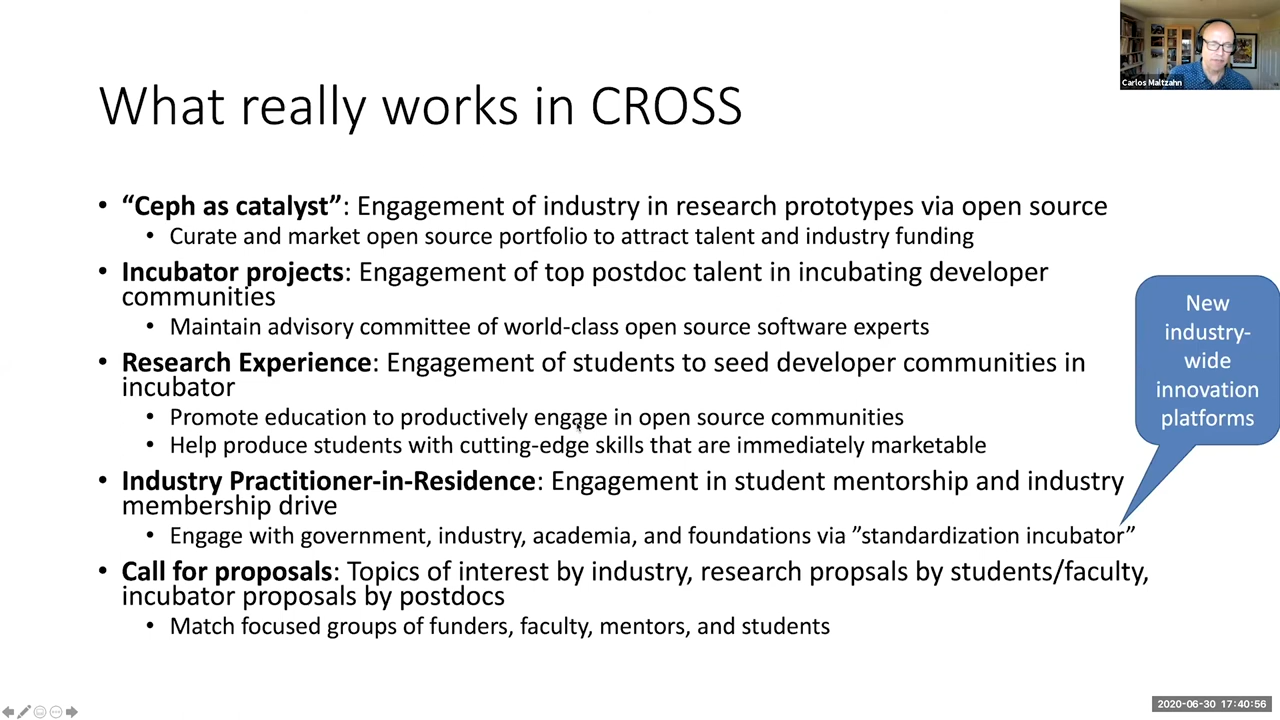 Carlos Maltzahn
What really works in CROSS
• “Ceph as catalyst”: Engagement of industry in research prototypes via open source
• Curate and market open source portfolio to attract talent and industry funding
• Incubator projects: Engagement of top postdoc talent in incubating developer
communities
• Maintain advisory committee of world-class open source software experts
• Research Experience: Engagement of students to seed developer communities in
incubator
• Promote education to productively engage in open source communities
• Help produce students with cutting-edge skills that are immediately marketable
• Industry Practitioner-in-Residence: Engagement in student mentorship and industry
membership drive
• Engage with government, industry, academia, and foundations via ”standardization incubator”
• Call for proposals: Topics of interest by industry, research propsals by students/faculty,
incubator proposals by postdocs
• Match focused groups of funders, faculty, mentors, and students
New
industry-
wide
innovation
platforms
2020-06-30 17:40:56